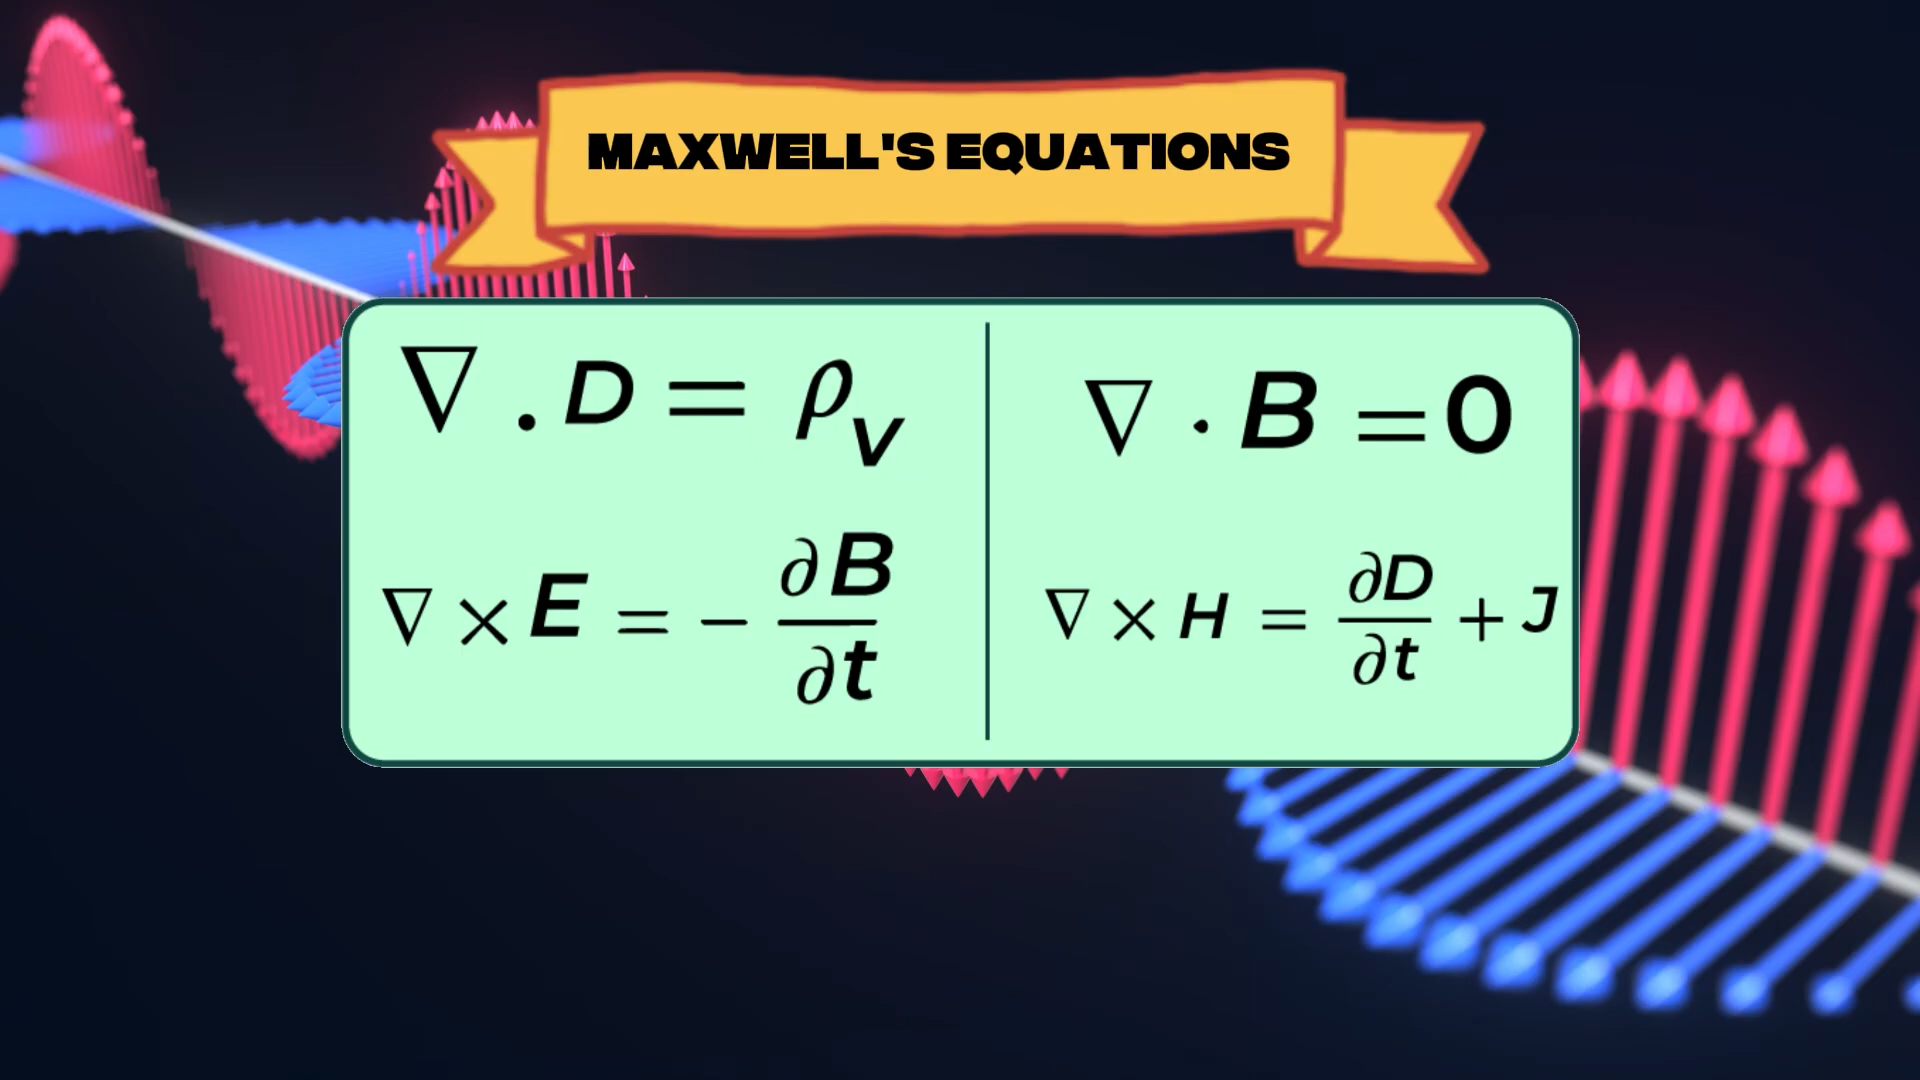 MAXWELL'S EQUATIONS
∇ . D = ρv
∇ · B = 0
∇ × E = − ∂B/∂t
∇ × H = ∂D/∂t + J